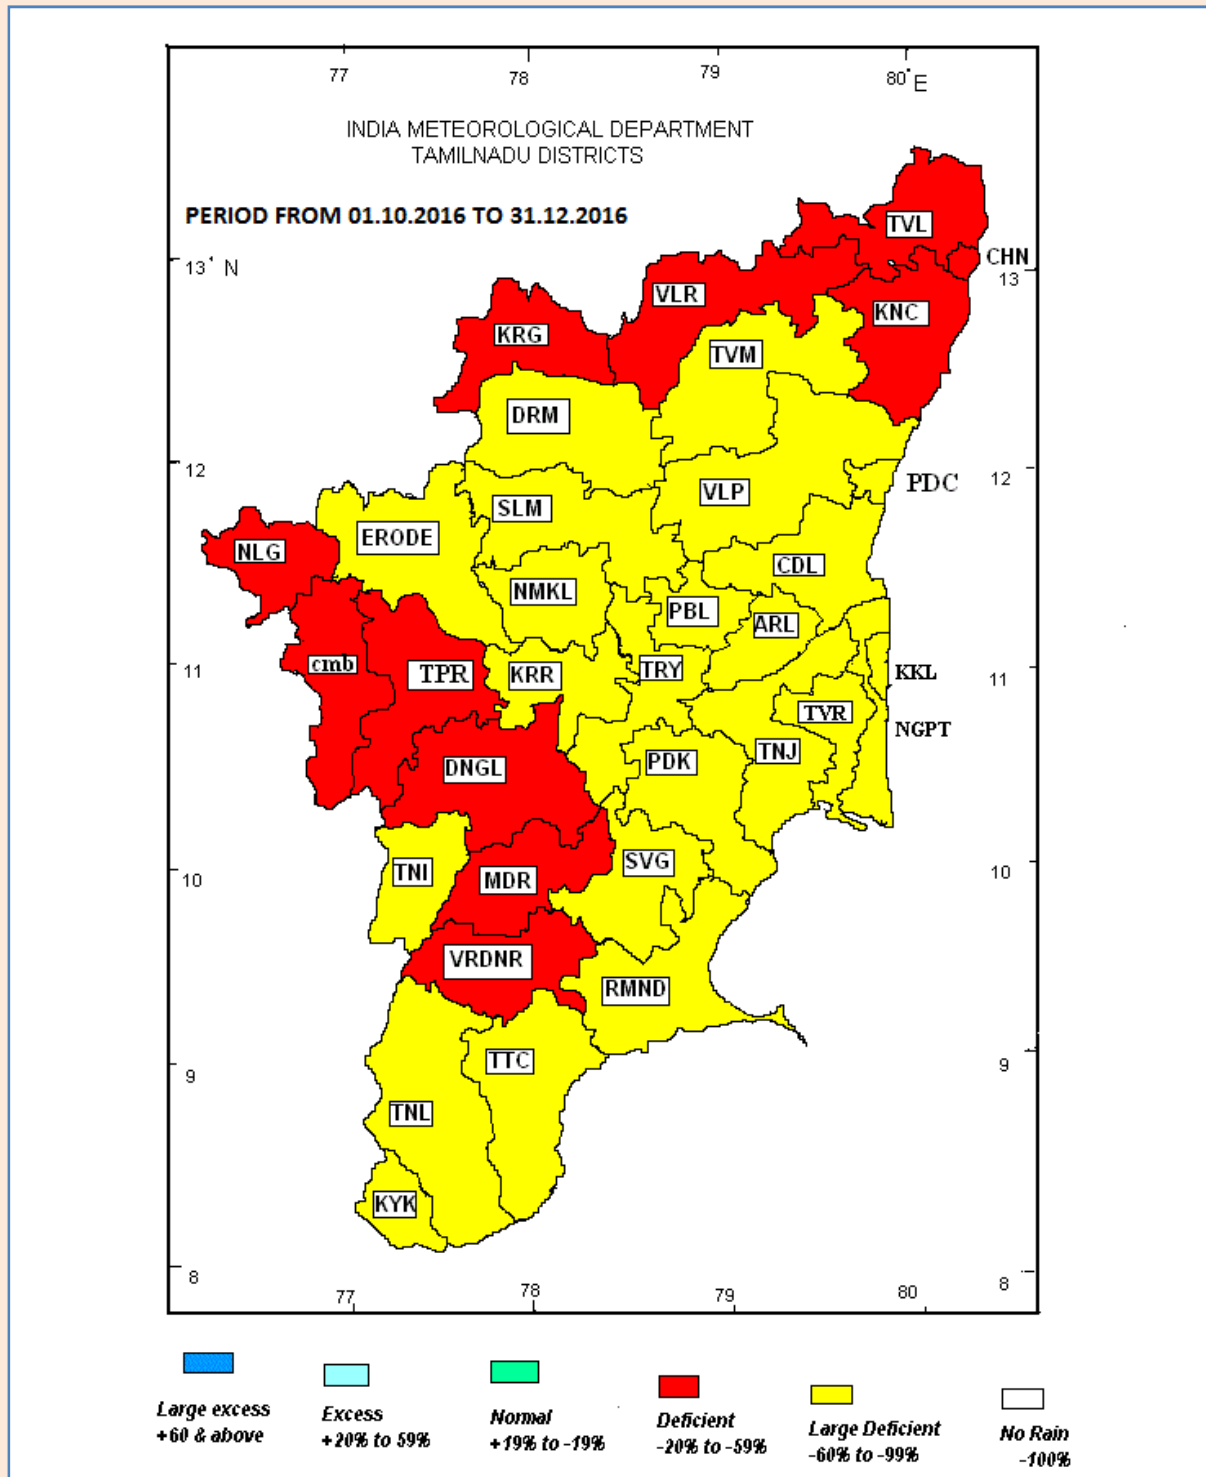 77
78
79
80° E
INDIA METEOROLOGICAL DEPARTMENT
TAMILNADU DISTRICTS
PERIOD FROM 01.10.2016 TO 31.12.2016
TVL
CHN
13° N
13
VLR
KNC
KRG
TVM
DRM
12
12
VLP
PDC
SLM
ERODE
NLG
CDL
NMKL
PBL
ARL
cmb
TPR
KRR
TRY
11
11
KKL
TVR
NGPT
TNJ
PDK
DNGL
SVG
TNI
MDR
10
10
VRDNR
RMND
TTC
9
9
TNL
KYK
8
8
77
78
79
80
Large excess
+60 & above
Excess
+20% to 59%
Normal
+19% to -19%
Deficient
-20% to -59%
Large Deficient
-60% to -99%
No Rain
-100%